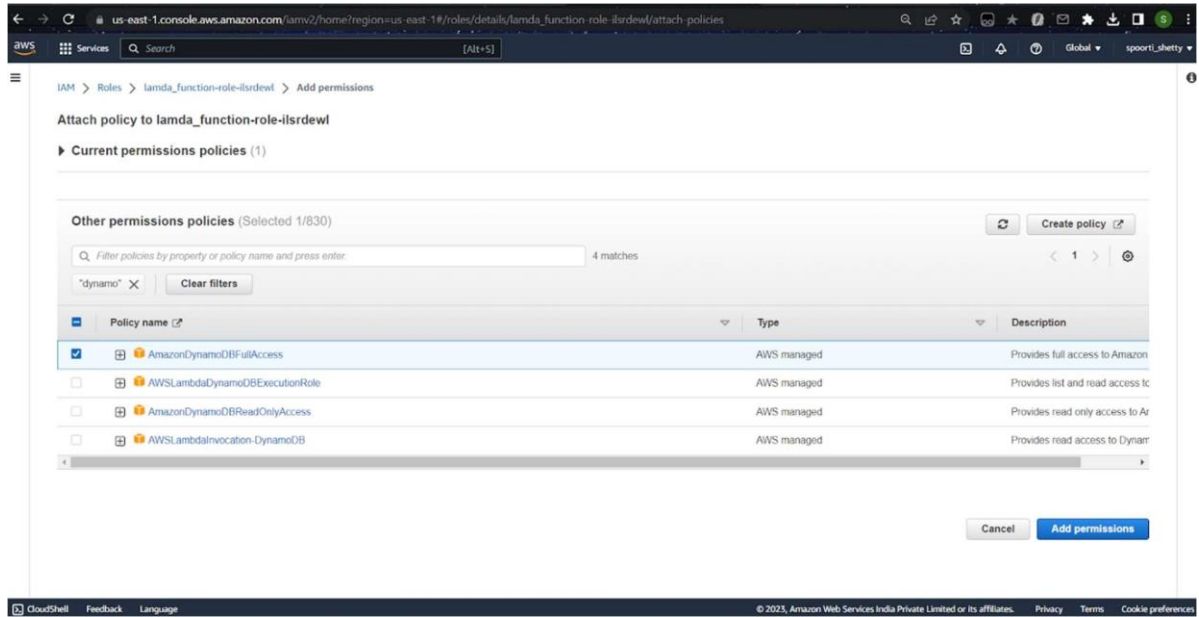 us-east-1.console.aws.amazon.com/iamv2/home?region=us-east-1#/roles/details/lamda_function-role-ilsrdewl/attach-policies S
aws Services Search [Alt+S] Global spoorti_shetty
IAM > Roles > lamda_function-role-ilsrdewl > Add permissions
Attach policy to lamda_function-role-ilsrdewl
Current permissions policies (1)
Other permissions policies (Selected 1/830) Create policy
Filter policies by property or policy name and press enter. 4 matches < 1 >
"dynamo" Clear filters
Policy name Type Description
AmazonDynamoDBFullAccess AWS managed Provides full access to Amazon
AWSLambdaDynamoDBExecutionRole AWS managed Provides list and read access to
AmazonDynamoDBReadOnlyAccess AWS managed Provides read only access to Ar
AWSLambdaInvocation-DynamoDB AWS managed Provides read access to Dynam
Cancel Add permissions
CloudShell Feedback Language © 2023, Amazon Web Services India Private Limited or its affiliates. Privacy Terms Cookie preferences